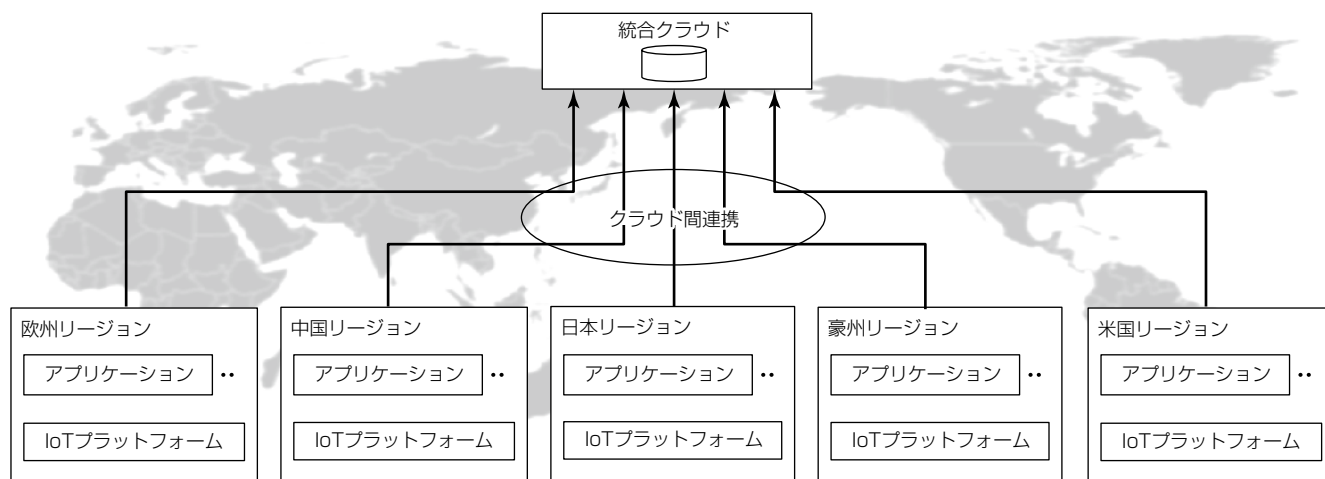 統合クラウド
クラウド間連携
欧州リージョン
アプリケーション ‥
IoTプラットフォーム
中国リージョン
アプリケーション ‥
IoTプラットフォーム
日本リージョン
アプリケーション ‥
IoTプラットフォーム
豪州リージョン
アプリケーション ‥
IoTプラットフォーム
米国リージョン
アプリケーション ‥
IoTプラットフォーム